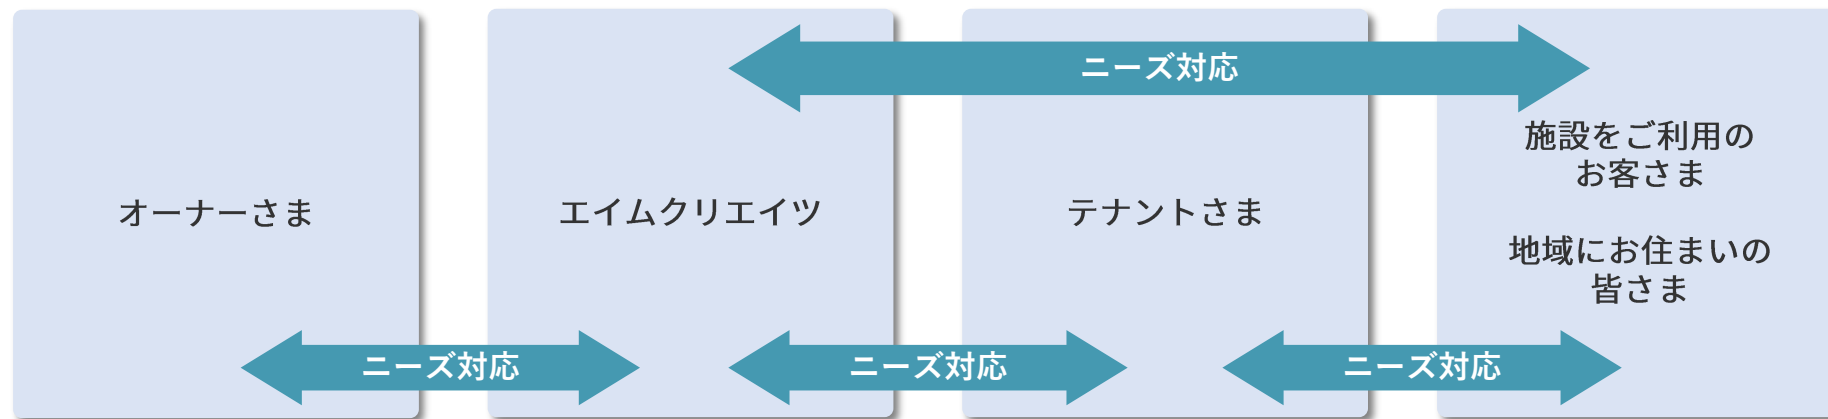 ニーズ対応
オーナーさま
エイムクリエイツ
テナントさま
施設をご利用の
お客さま
地域にお住まいの
皆さま
ニーズ対応
ニーズ対応
ニーズ対応